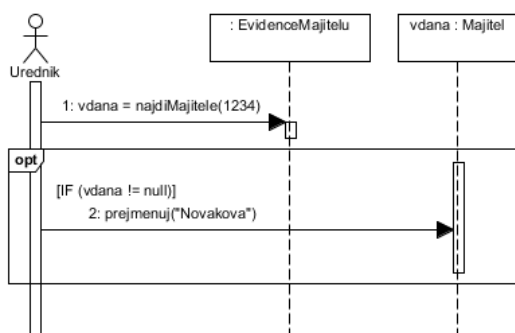 : EvidenceMajitelu
vdana : Majitel
Urednik
1: vdana = najdiMajitele(1234)
opt
[IF (vdana != null)]
2: prejmenuj("Novakova")